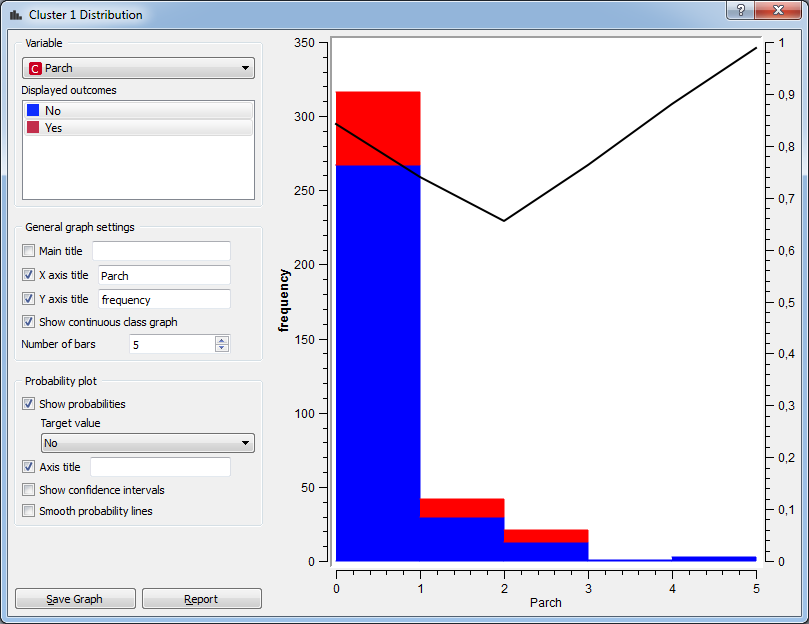 Cluster 1 Distribution
?
Variable
C Parch
Displayed outcomes
No
Yes
General graph settings
Main title
X axis title Parch
Y axis title frequency
Show continuous class graph
Number of bars 5
Probability plot
Show probabilities
Target value
No
Axis title
Show confidence intervals
Smooth probability lines
Save Graph Report
frequency
350
300
250
200
150
100
50
0
1
0,9
0,8
0,7
0,6
0,5
0,4
0,3
0,2
0,1
0
0 1 2 3 4 5
Parch